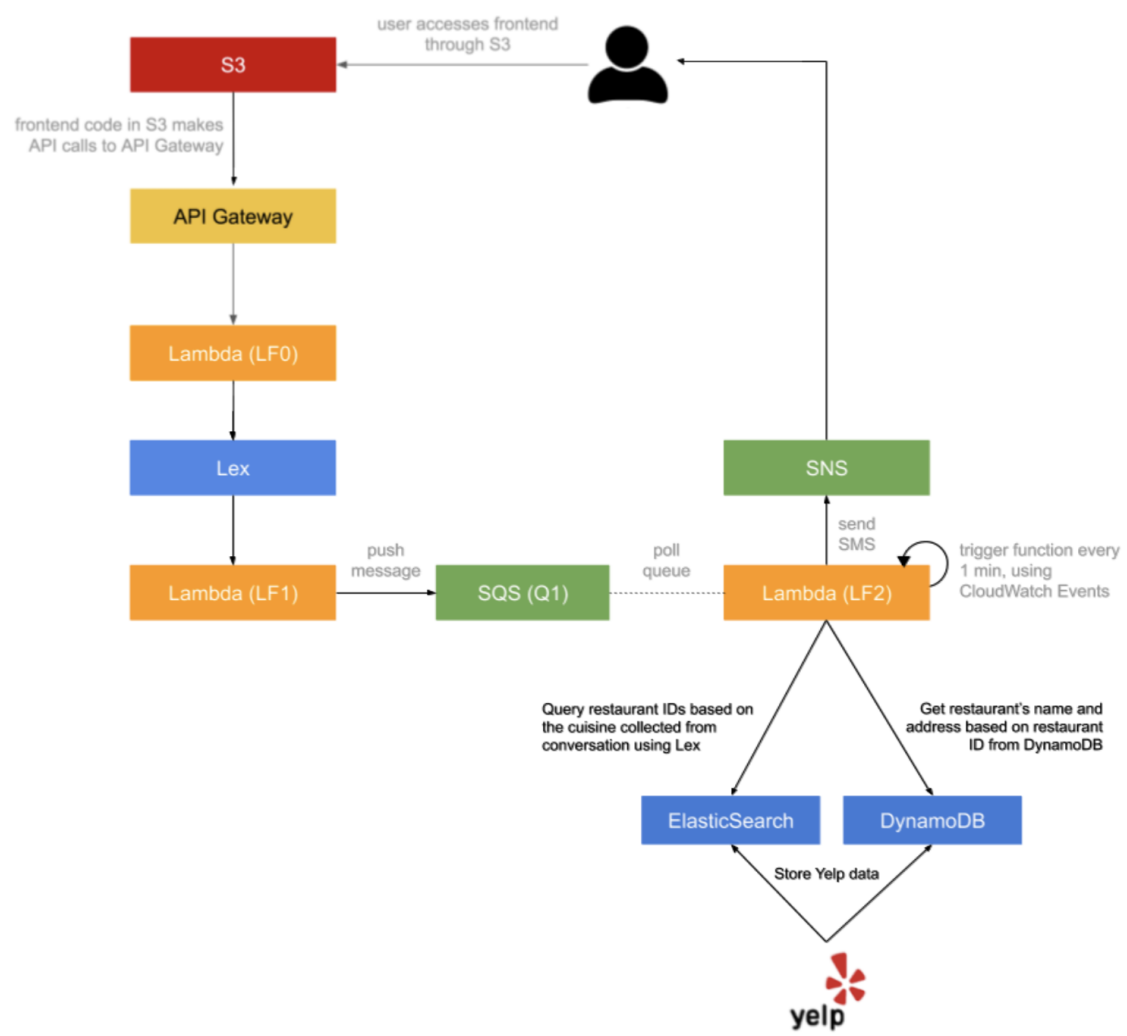 user accesses frontend
through S3
S3
frontend code in S3 makes
API calls to API Gateway
API Gateway
Lambda (LF0)
Lex
SNS
send
SMS
push
message
poll
queue
trigger function every
1 min, using
CloudWatch Events
Lambda (LF1)
SQS (Q1)
Lambda (LF2)
Query restaurant IDs based on
the cuisine collected from
conversation using Lex
Get restaurant's name and
address based on restaurant
ID from DynamoDB
ElasticSearch
DynamoDB
Store Yelp data
yelp